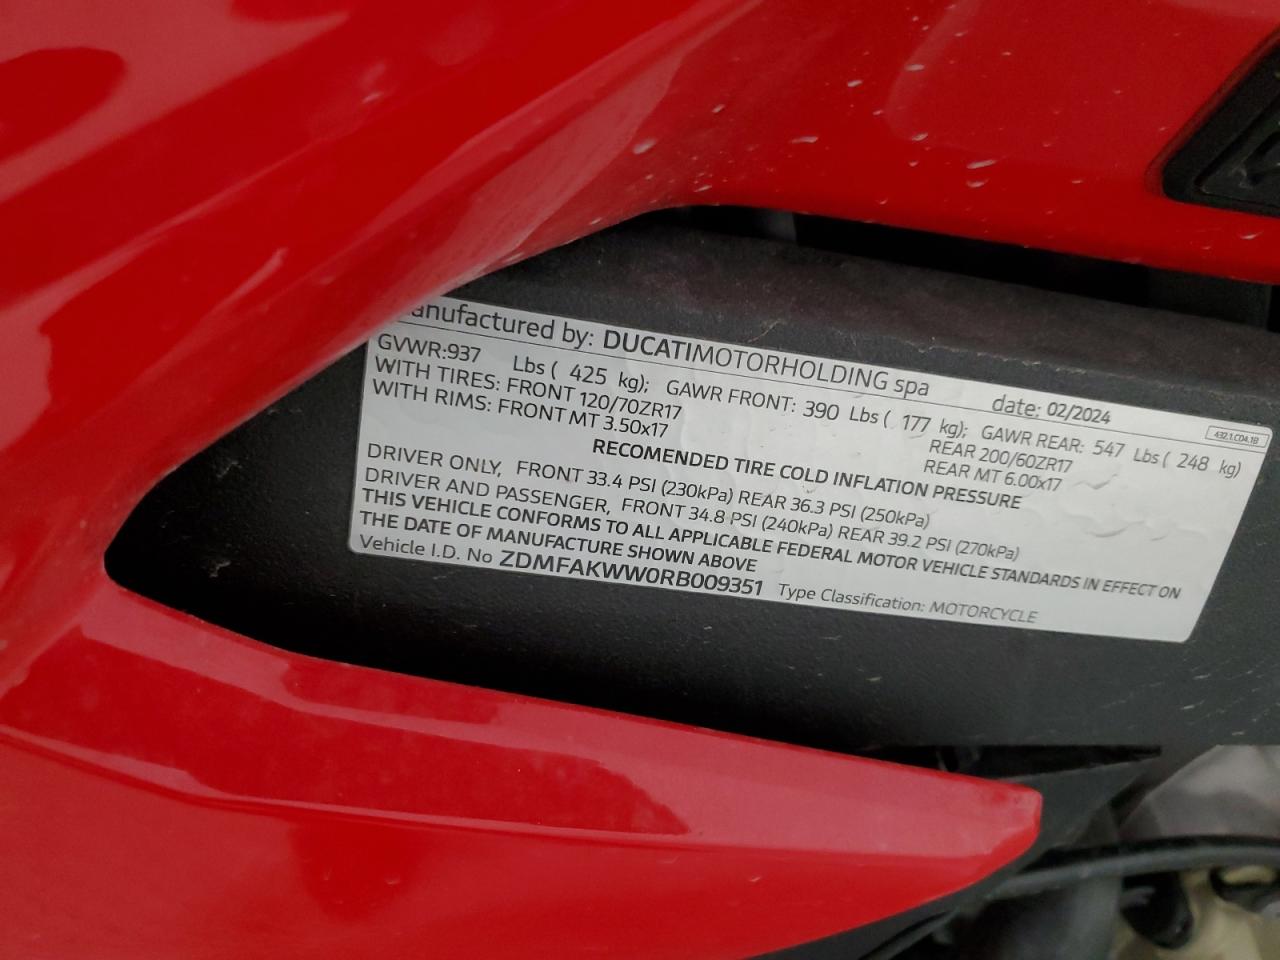 anufactured by: DUCATIMOTORHOLDING spa date: 02/2024
GVWR:937 Lbs ( 425 kg); GAWR FRONT: 390 Lbs ( 177 kg); GAWR REAR: 547 Lbs ( 248 kg)
432.1.C04.1B
WITH TIRES: FRONT 120/70ZR17 REAR 200/60ZR17
WITH RIMS: FRONT MT 3.50x17 REAR MT 6.00x17
RECOMENDED TIRE COLD INFLATION PRESSURE
DRIVER ONLY, FRONT 33.4 PSI (230kPa) REAR 36.3 PSI (250kPa)
DRIVER AND PASSENGER, FRONT 34.8 PSI (240kPa) REAR 39.2 PSI (270kPa)
THIS VEHICLE CONFORMS TO ALL APPLICABLE FEDERAL MOTOR VEHICLE STANDARDS IN EFFECT ON
THE DATE OF MANUFACTURE SHOWN ABOVE
Vehicle I.D. No ZDMFAKWW0RB009351 Type Classification: MOTORCYCLE